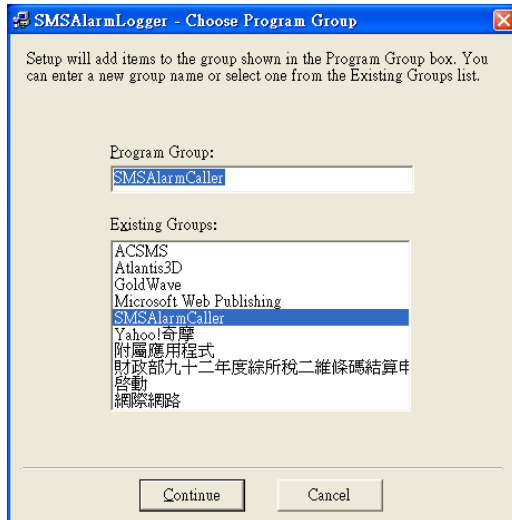 SMSAlarmLogger - Choose Program Group
Setup will add items to the group shown in the Program Group box. You
can enter a new group name or select one from the Existing Groups list.
Program Group:
SMSAlarmCaller
Existing Groups:
ACSMS
Atlantis3D
GoldWave
Microsoft Web Publishing
SMSAlarmCaller
Yahoo!奇摩
附屬應用程式
財政部九十二年度綜所稅二維條碼結算申
啓動
網際網路
Continue
Cancel